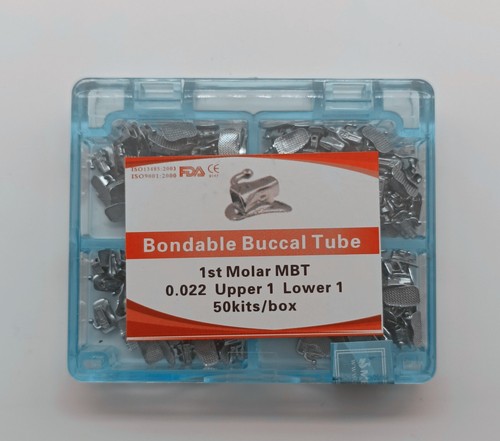 ISO13485:2003
ISO9001:2000
FDA CE
Bondable Buccal Tube
1st Molar MBT
0.022 Upper 1 Lower 1
50kits/box